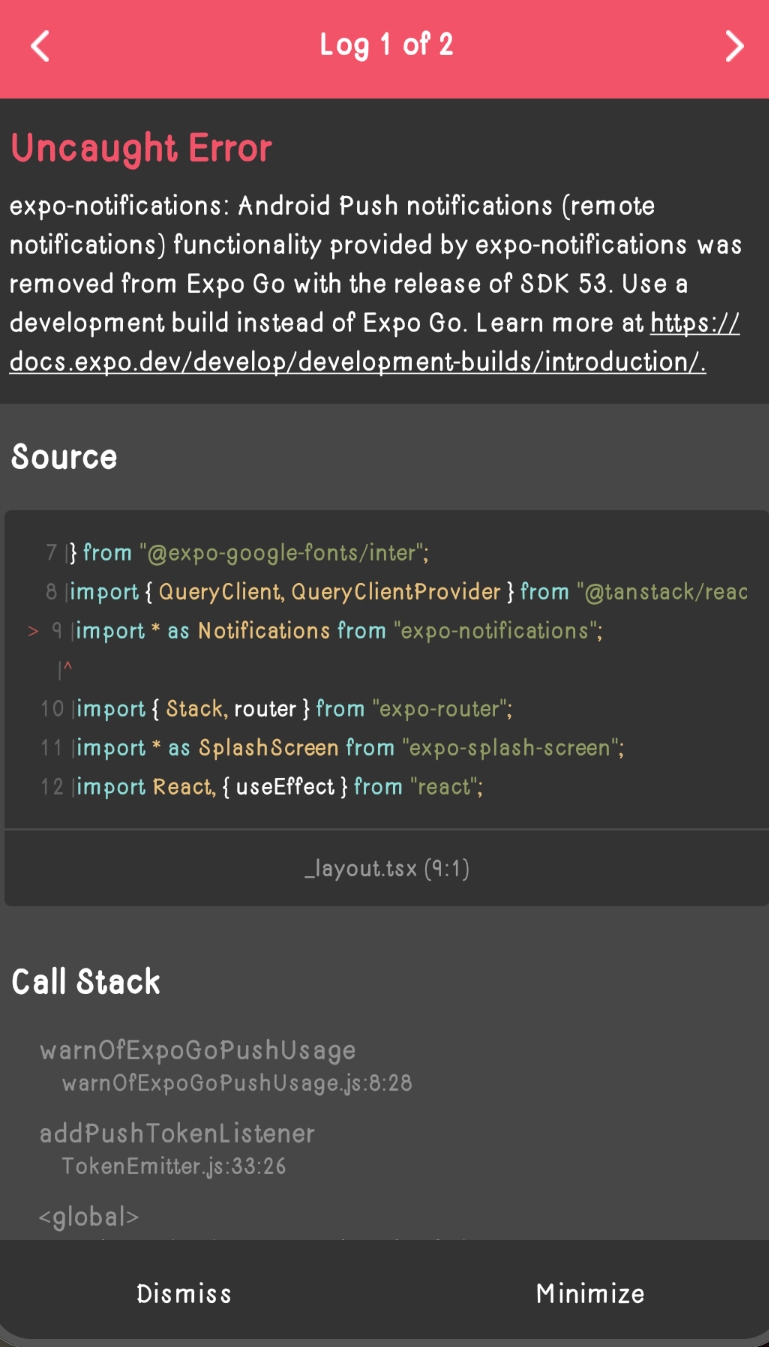 Log 1 of 2
Uncaught Error
expo-notifications: Android Push notifications (remote
notifications) functionality provided by expo-notifications was
removed from Expo Go with the release of SDK 53. Use a
development build instead of Expo Go. Learn more at https://
docs.expo.dev/develop/development-builds/introduction/.
Source
7 |} from "@expo-google-fonts/inter";
8 |import { QueryClient, QueryClientProvider } from "@tanstack/reac
> 9 |import * as Notifications from "expo-notifications";
|^
10 |import { Stack, router } from "expo-router";
11 |import * as SplashScreen from "expo-splash-screen";
12 |import React, { useEffect } from "react";
_layout.tsx (9:1)
Call Stack
warnOfExpoGoPushUsage
warnOfExpoGoPushUsage.js:8:28
addPushTokenListener
TokenEmitter.js:33:26
<global>
Dismiss
Minimize